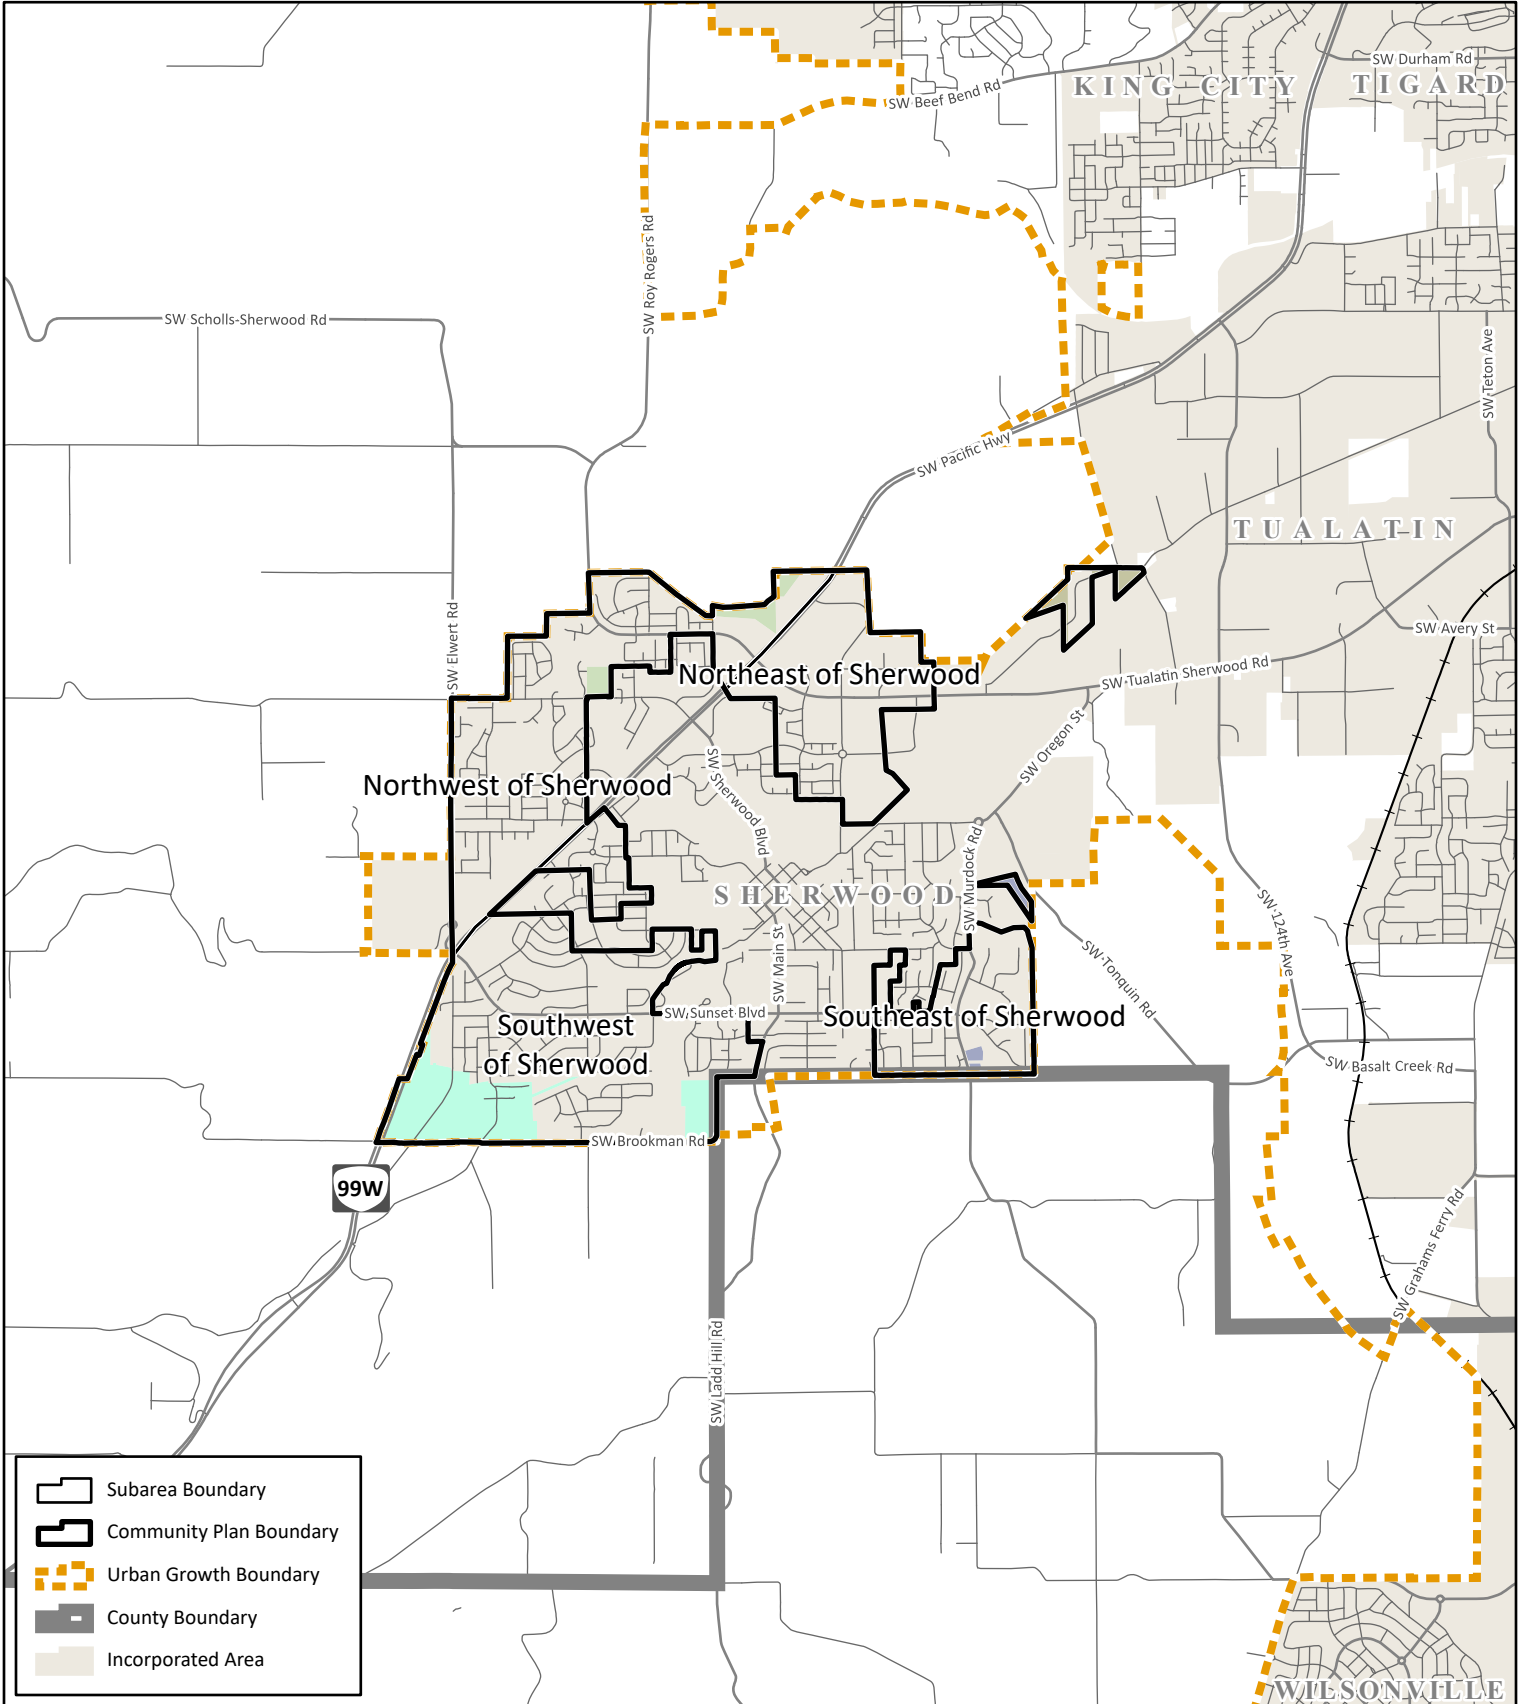 SW Durham Rd
KING CITY
TIGARD
SW Beef Bend Rd
SW Roy Rogers Rd
SW Scholls-Sherwood Rd
SW Teton Ave
SW Pacific Hwy
TUALATIN
SW Elwert Rd
SW Avery St
Northeast of Sherwood
SW Tualatin Sherwood Rd
SW Oregon St
Northwest of Sherwood
SW Sherwood Blvd
SW Murdock Rd
SHERWOOD
SW 124th Ave
SW Main St
SW Tonquin Rd
SW Sunset Blvd
Southeast of Sherwood
Southwest
of Sherwood
SW Basalt Creek Rd
SW Brookman Rd
99W
SW Grahams Ferry Rd
SW Ladd Hill Rd
Subarea Boundary
Community Plan Boundary
Urban Growth Boundary
County Boundary
Incorporated Area
WILSONVILLE